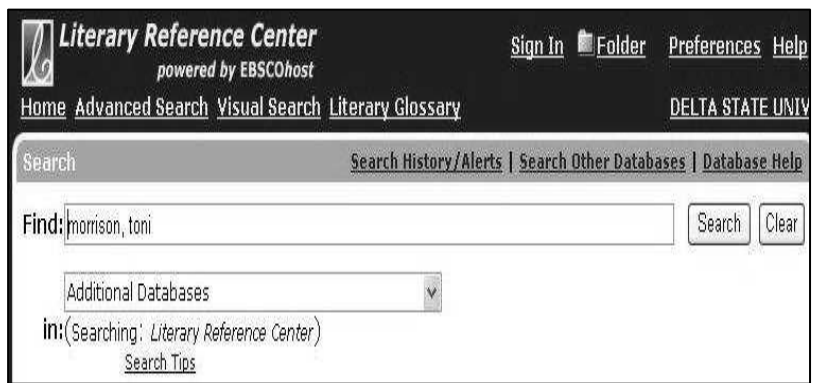 Literary Reference Center
powered by EBSCOhost
Sign In Folder Preferences Help
Home Advanced Search Visual Search Literary Glossary DELTA STATE UNIV
Search Search History/Alerts | Search Other Databases | Database Help
Find: morrison, toni Search Clear
Additional Databases
in: (Searching: Literary Reference Center)
Search Tips